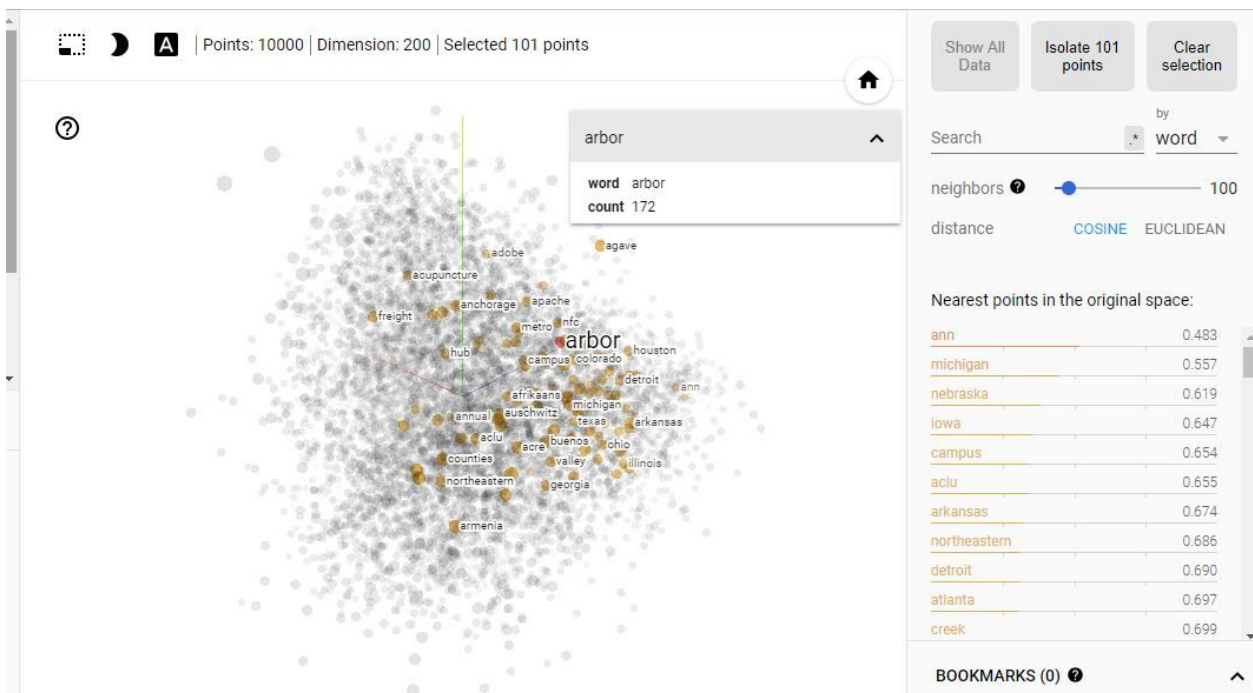 A | Points: 10000 | Dimension: 200 | Selected 101 points
arbor
word arbor
count 172
adobe
agave
acupuncture
anchorage
apache
freight
metro
nfc
arbor
hub
campus
colorado
houston
detroit
ann
afrikaans
michigan
annual
auschwitz
texas
arkansas
aclu
acre
buenos
ohio
counties
valley
illinois
northeastern
georgia
armenia
Show All
Data
Isolate 101
points
Clear
selection
by
Search .* word
neighbors ? 100
distance COSINE EUCLIDEAN
Nearest points in the original space:
ann 0.483
michigan 0.557
nebraska 0.619
iowa 0.647
campus 0.654
aclu 0.655
arkansas 0.674
northeastern 0.686
detroit 0.690
atlanta 0.697
creek 0.699
BOOKMARKS (0) ?